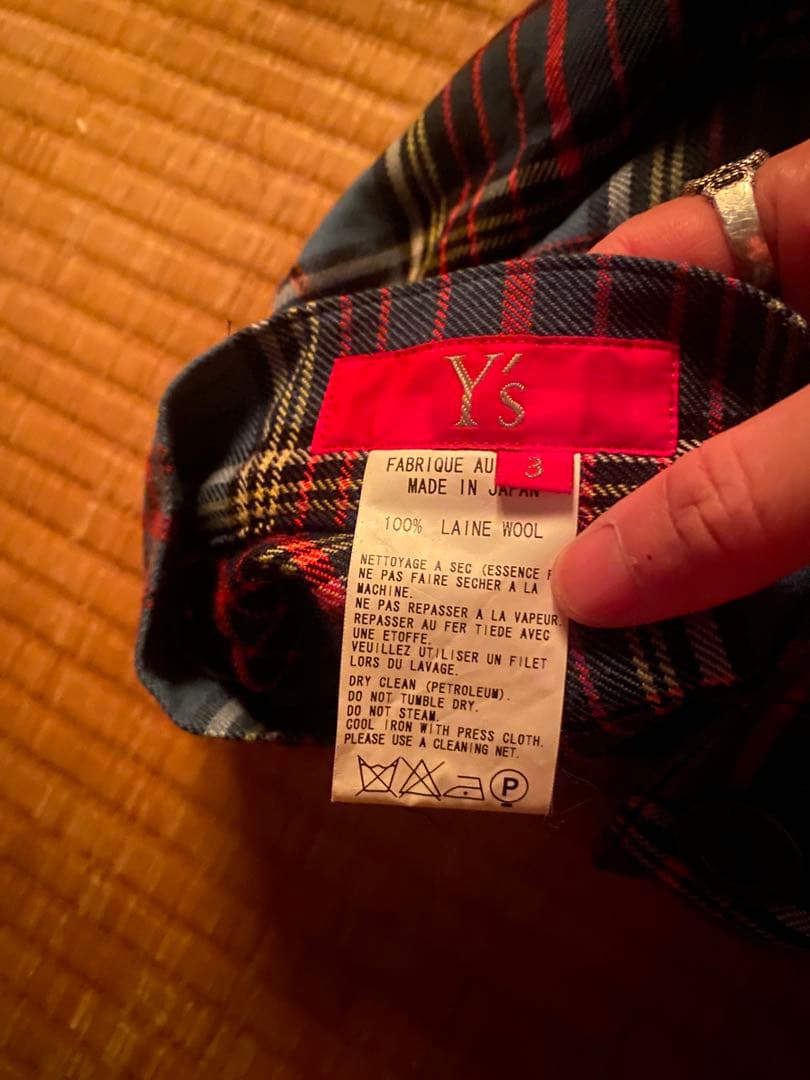 Y's
3
FABRIQUE AU
MADE IN JAPAN
100% LAINE WOOL
NETTOYAGE A SEC (ESSENCE
NE PAS FAIRE SECHER A LA
MACHINE.
NE PAS REPASSER A LA VAPEUR.
REPASSER AU FER TIEDE AVEC
UNE ETOFFE.
VEUILLEZ UTILISER UN FILET
LORS DU LAVAGE.
DRY CLEAN (PETROLEUM).
DO NOT TUMBLE DRY.
DO NOT STEAM.
COOL IRON WITH PRESS CLOTH.
PLEASE USE A CLEANING NET.
P